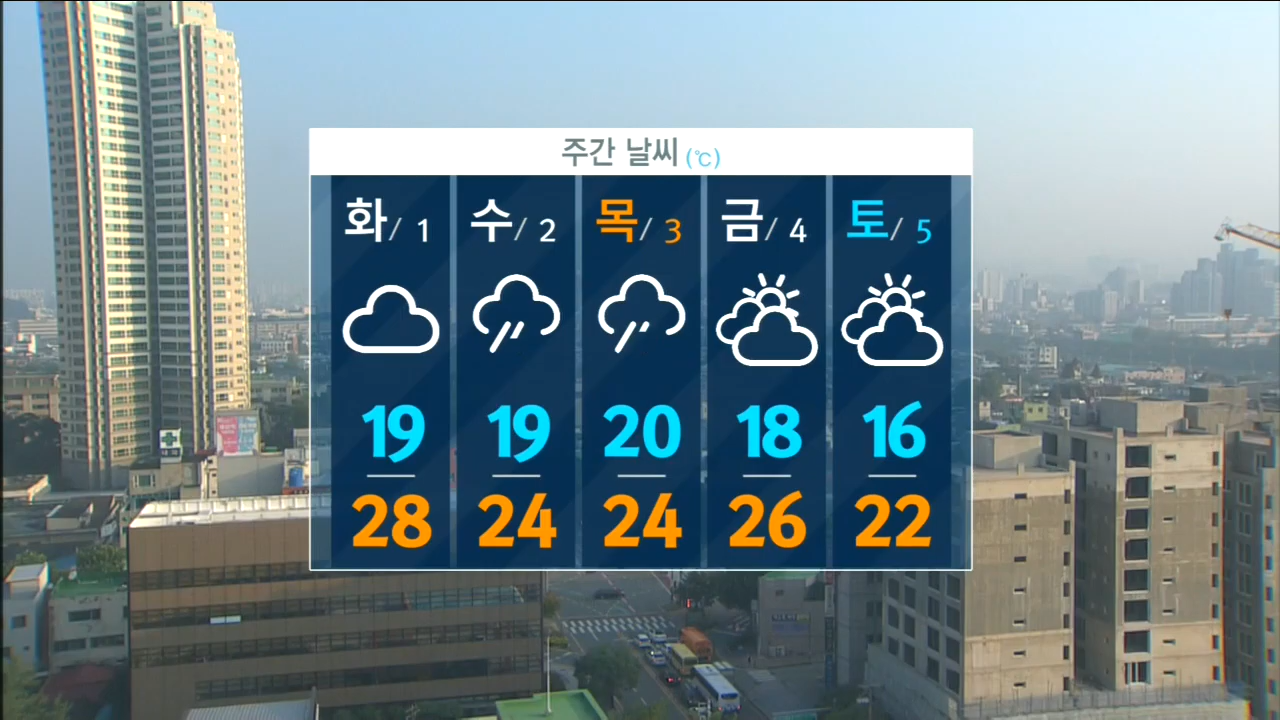 주간 날씨 (℃)
화/ 1 수/ 2 목/ 3 금/ 4 토/ 5
19 19 20 18 16
28 24 24 26 22